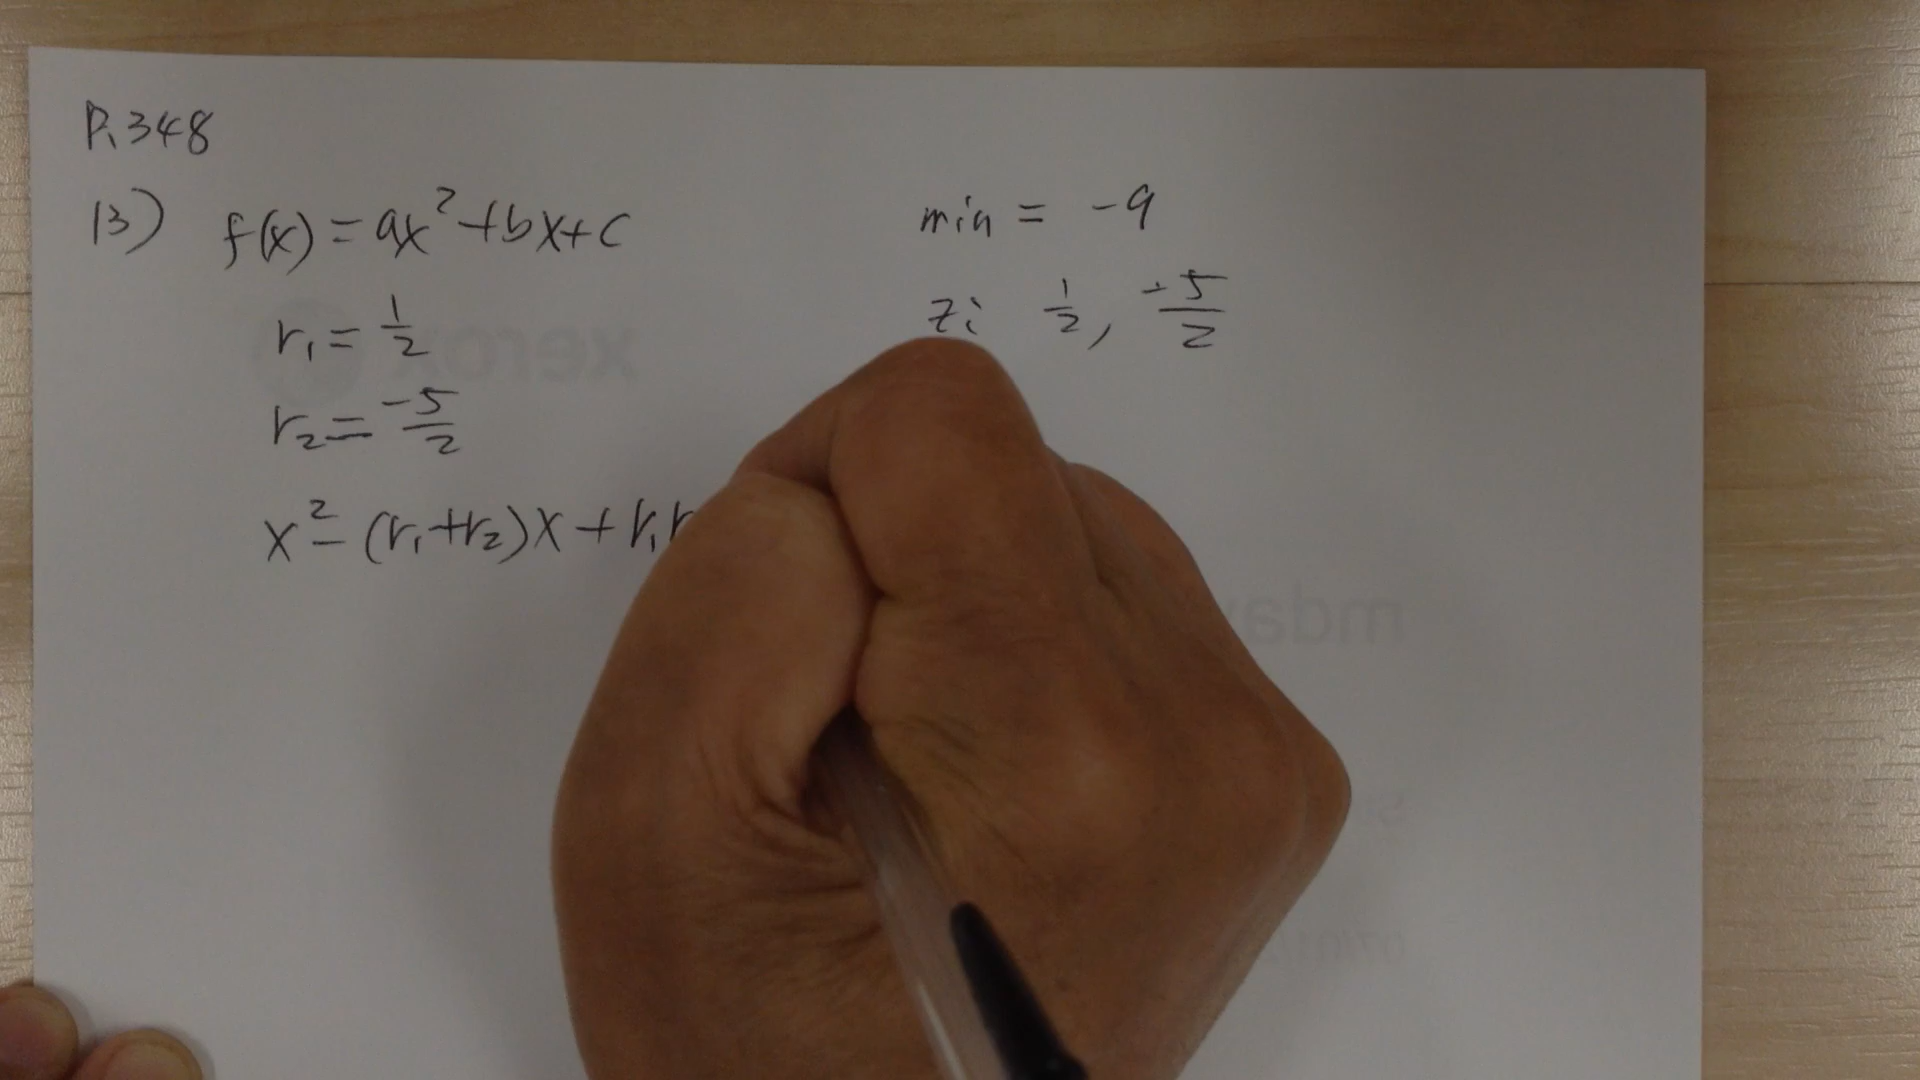 P.348
13) f(x) = ax² + bx + c
r₁ = 1/2
r₂ = -5/2
x² - (r₁ + r₂)x + r₁r
min = -9
z: 1/2, -5/2
xerox